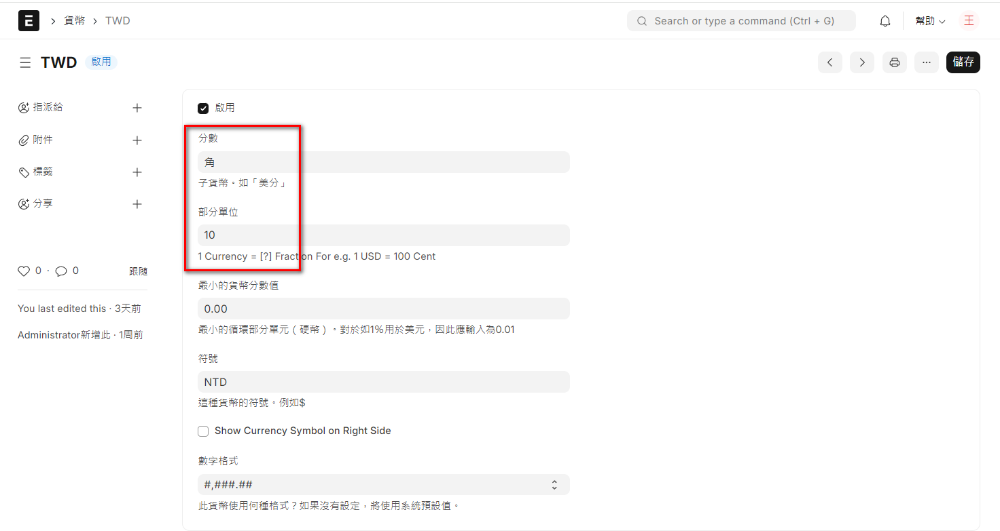 E > 貨幣 > TWD
Search or type a command (Ctrl + G)
幫助
王
TWD 啟用
...
儲存
指派給
附件
標籤
分享
0 · 0 跟隨
You last edited this · 3天前
Administrator新增此 · 1周前
啟用
分數
角
子貨幣。如「美分」
部分單位
10
1 Currency = [?] Fraction For e.g. 1 USD = 100 Cent
最小的貨幣分數值
0.00
最小的循環部分單元（硬幣）。對於如1%用於美元，因此應輸入為0.01
符號
NTD
這種貨幣的符號。例如$
Show Currency Symbol on Right Side
數字格式
#,###.##
此貨幣使用何種格式？如果沒有設定，將使用系統預設值。